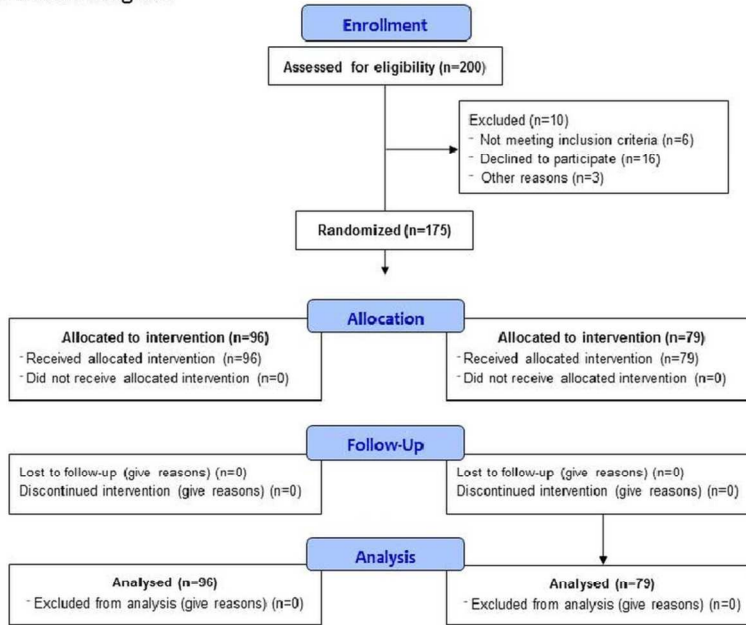 Enrollment
Assessed for eligibility (n=200)
Excluded (n=10)
- Not meeting inclusion criteria (n=6)
- Declined to participate (n=16)
- Other reasons (n=3)
Randomized (n=175)
Allocation
Allocated to intervention (n=96)
- Received allocated intervention (n=96)
- Did not receive allocated intervention (n=0)
Allocated to intervention (n=79)
- Received allocated intervention (n=79)
- Did not receive allocated intervention (n=0)
Follow-Up
Lost to follow-up (give reasons) (n=0)
Discontinued intervention (give reasons) (n=0)
Lost to follow-up (give reasons) (n=0)
Discontinued intervention (give reasons) (n=0)
Analysis
Analysed (n=96)
- Excluded from analysis (give reasons) (n=0)
Analysed (n=79)
- Excluded from analysis (give reasons) (n=0)